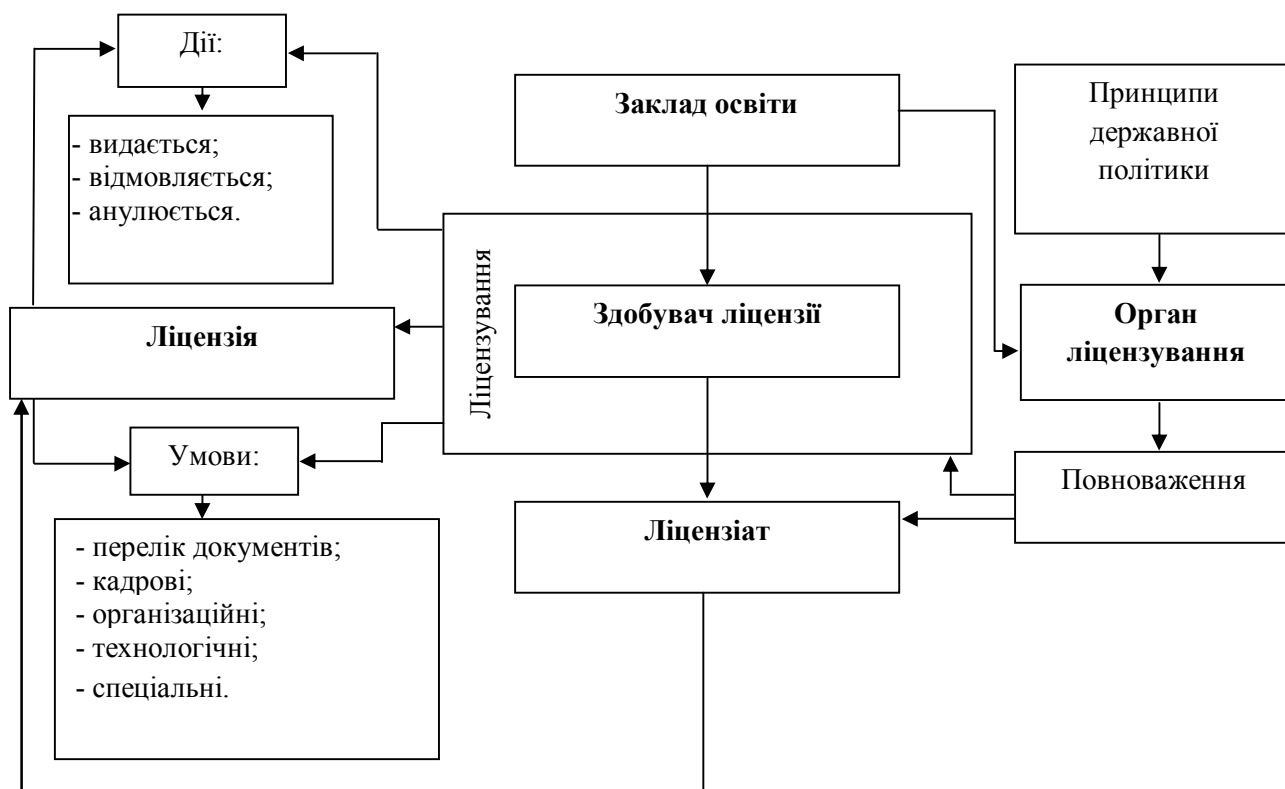 Дії:
- видається;
- відмовляється;
- анулюється.
Заклад освіти
Принципи
державної
політики
Ліцензування
Здобувач ліцензії
Орган
ліцензування
Ліцензія
Умови:
- перелік документів;
- кадрові;
- організаційні;
- технологічні;
- спеціальні.
Ліцензіат
Повноваження